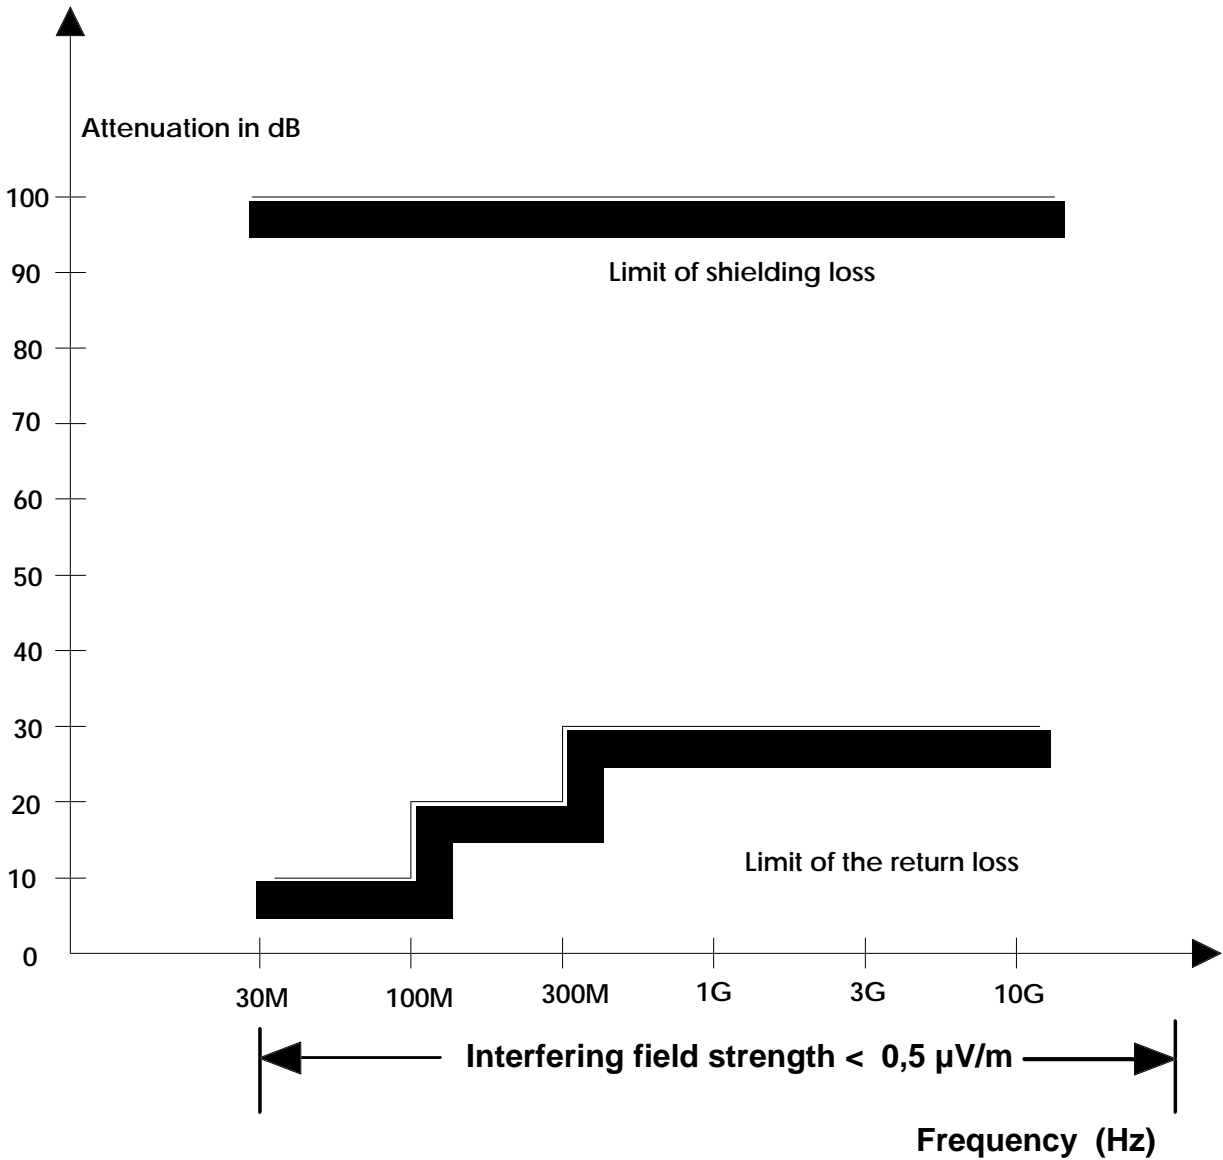 Attenuation in dB
100
90
Limit of shielding loss
80
70
60
50
40
30
20
10
Limit of the return loss
0
30M 100M 300M 1G 3G 10G
Interfering field strength < 0,5 µV/m
Frequency (Hz)